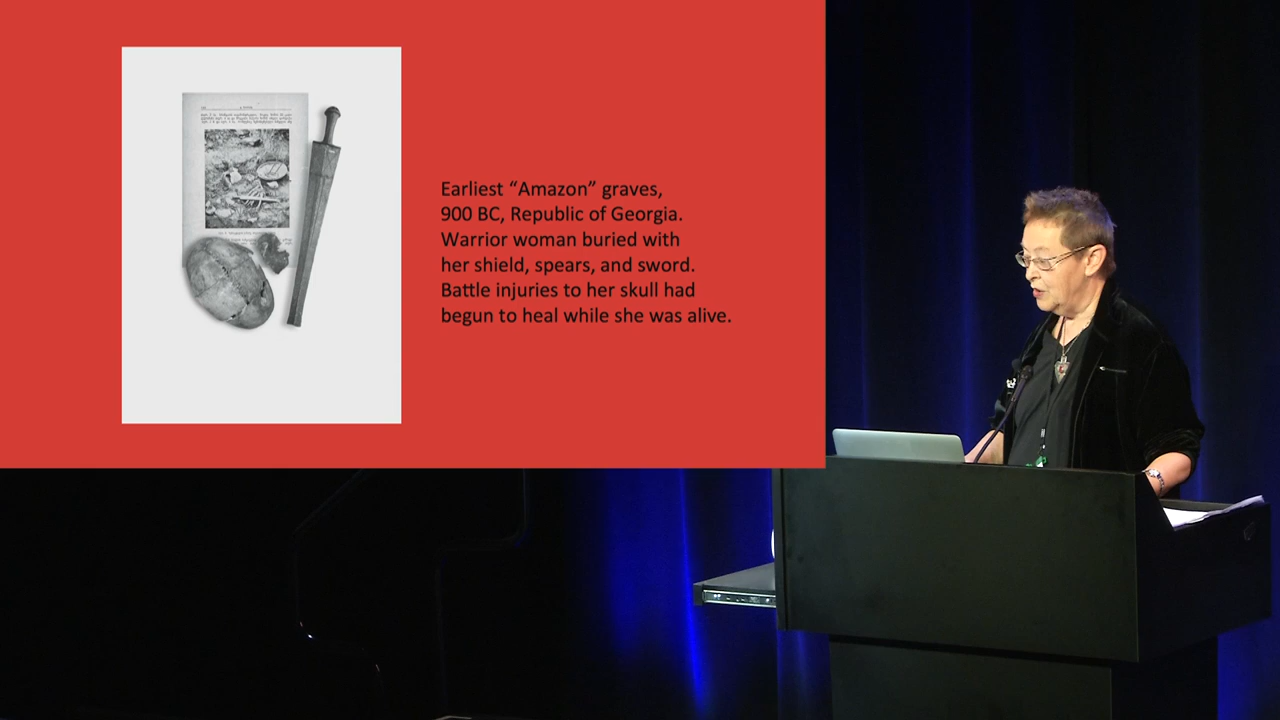 Earliest “Amazon” graves,
900 BC, Republic of Georgia.
Warrior woman buried with
her shield, spears, and sword.
Battle injuries to her skull had
begun to heal while she was alive.